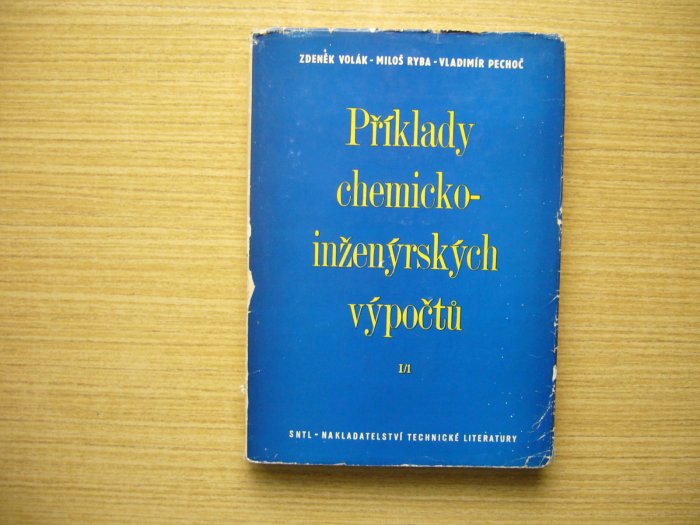 ZDENĚK VOLÁK - MILOŠ RYBA - VLADIMÍR PECHOČ
Příklady
chemicko-
inženýrských
výpočtů
I/1
SNTL - NAKLADATELSTVÍ TECHNICKÉ LITERATURY